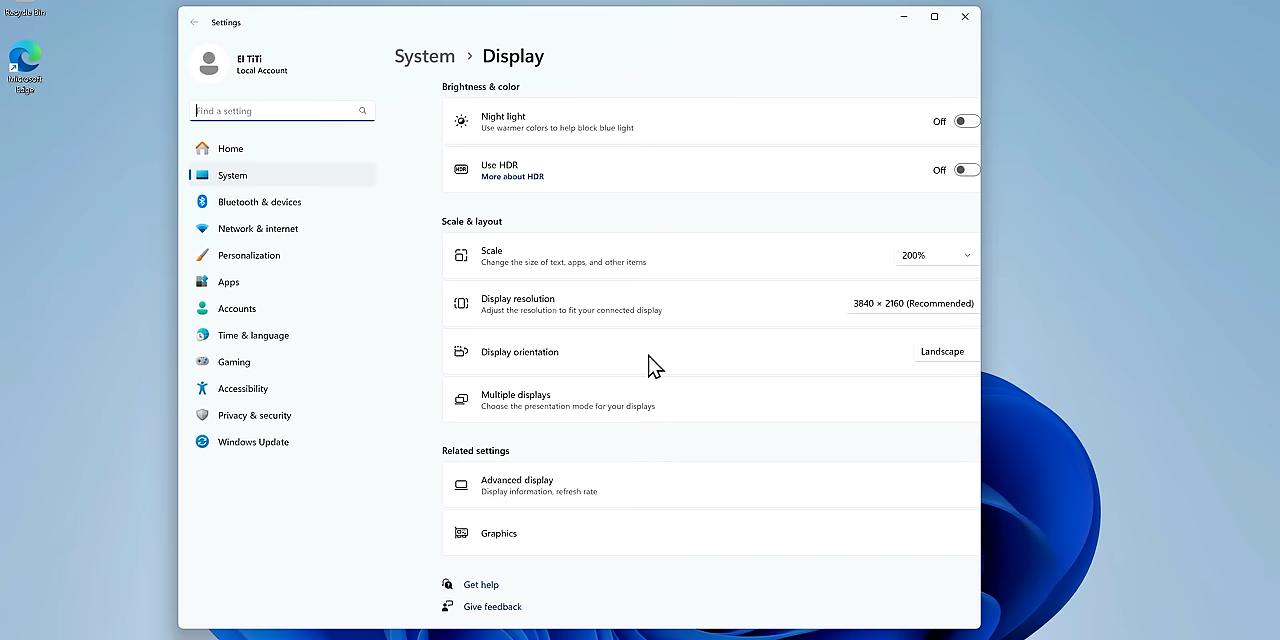 Recycle Bin
Microsoft
Edge
Settings
El TiTi
Local Account
Find a setting
Home
System
Bluetooth & devices
Network & internet
Personalization
Apps
Accounts
Time & language
Gaming
Accessibility
Privacy & security
Windows Update
System › Display
Brightness & color
Night light
Use warmer colors to help block blue light
Off
HDR
Use HDR
More about HDR
Off
Scale & layout
Scale
Change the size of text, apps, and other items
200%
Display resolution
Adjust the resolution to fit your connected display
3840 × 2160 (Recommended)
Display orientation
Landscape
Multiple displays
Choose the presentation mode for your displays
Related settings
Advanced display
Display information, refresh rate
Graphics
Get help
Give feedback